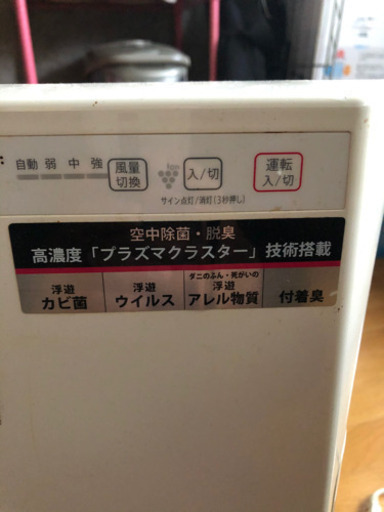 自動 弱 中 強
風量
切換
入/切
運転
入/切
サイン点灯/消灯(3秒押し)
空中除菌・脱臭
高濃度「プラズマクラスター」技術搭載
浮遊
カビ菌
浮遊
ウイルス
ダニのふん・死がいの
浮遊
アレル物質
付着臭